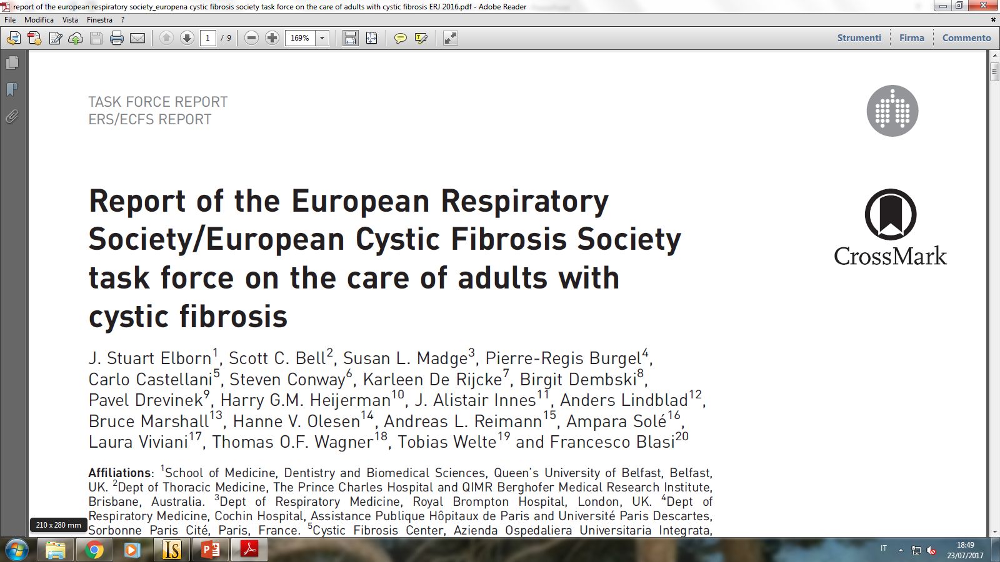 report of the european respiratory society_europena cystic fibrosis society task force on the care of adults with cystic fibrosis ERJ 2016.pdf - Adobe Reader
File Modifica Vista Finestra ?
1 / 9 169% Strumenti Firma Commento
TASK FORCE REPORT
ERS/ECFS REPORT
Report of the European Respiratory
Society/European Cystic Fibrosis Society
task force on the care of adults with
cystic fibrosis
CrossMark
J. Stuart Elborn1, Scott C. Bell2, Susan L. Madge3, Pierre-Regis Burgel4,
Carlo Castellani5, Steven Conway6, Karleen De Rijcke7, Birgit Dembski8,
Pavel Drevinek9, Harry G.M. Heijerman10, J. Alistair Innes11, Anders Lindblad12,
Bruce Marshall13, Hanne V. Olesen14, Andreas L. Reimann15, Ampara Solé16,
Laura Viviani17, Thomas O.F. Wagner18, Tobias Welte19 and Francesco Blasi20
Affiliations: 1School of Medicine, Dentistry and Biomedical Sciences, Queen's University of Belfast, Belfast,
UK. 2Dept of Thoracic Medicine, The Prince Charles Hospital and QIMR Berghofer Medical Research Institute,
Brisbane, Australia. 3Dept of Respiratory Medicine, Royal Brompton Hospital, London, UK. 4Dept of
Respiratory Medicine, Cochin Hospital, Assistance Publique Hôpitaux de Paris and Université Paris Descartes,
Sorbonne Paris Cité, Paris, France. 5Cystic Fibrosis Center, Azienda Ospedaliera Universitaria Integrata,
210 x 280 mm
IS
IT
18:49
23/07/2017